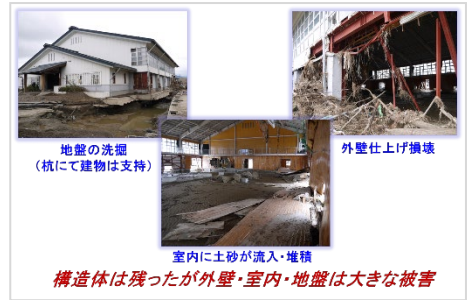 地盤の洗掘
（杭にて建物は支持）
外壁仕上げ損壊
室内に土砂が流入・堆積
構造体は残ったが外壁・室内・地盤は大きな被害